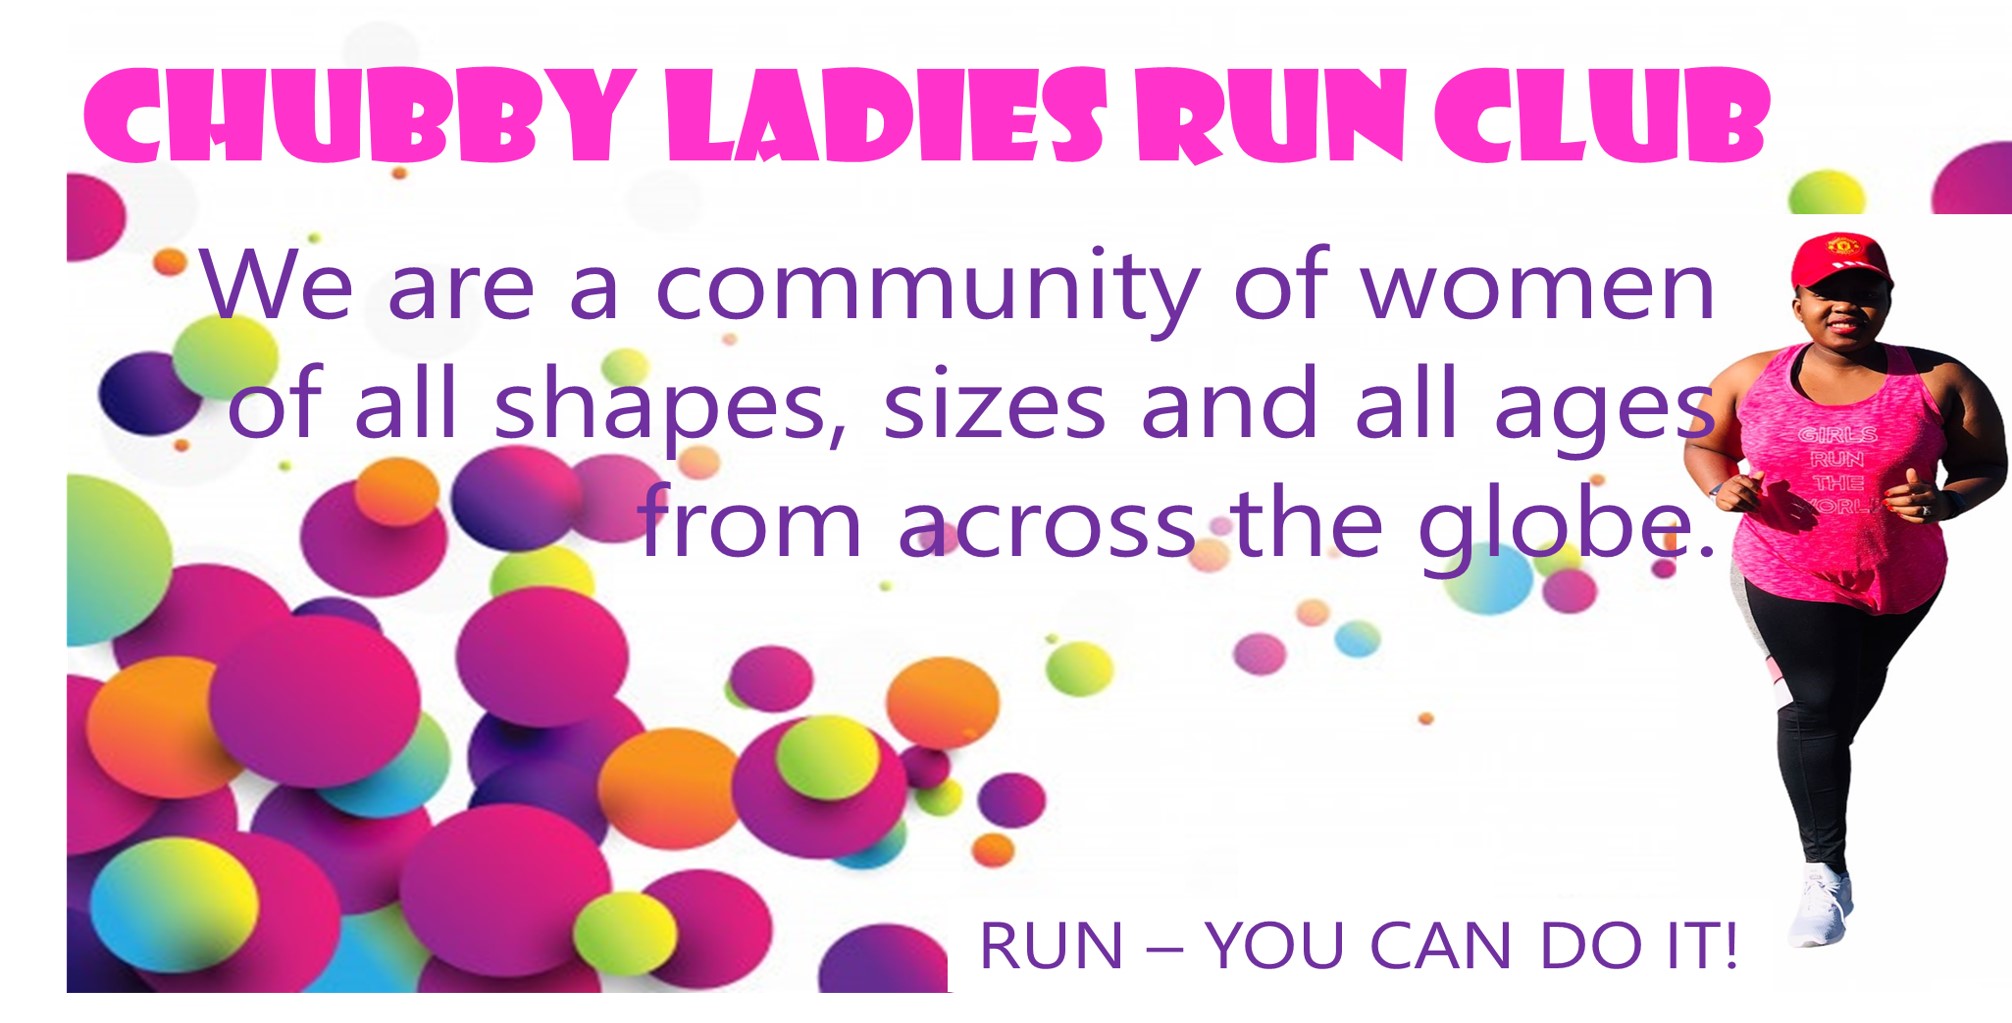 CHUBBY LADIES RUN CLUB
We are a community of women
of all shapes, sizes and all ages
from across the globe.
GIRLS
RUN
THE
RUN – YOU CAN DO IT!